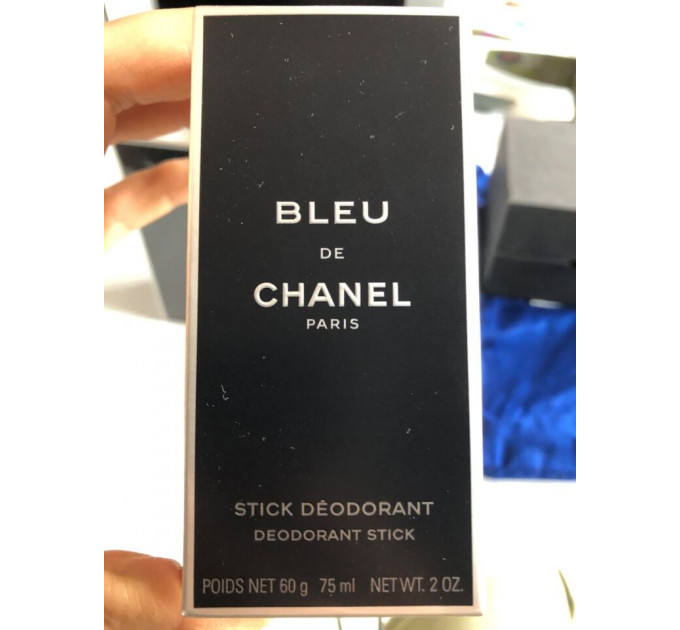 BLEU
DE
CHANEL
PARIS
STICK DÉODORANT
DEODORANT STICK
POIDS NET 60 g 75 ml NET WT. 2 OZ.